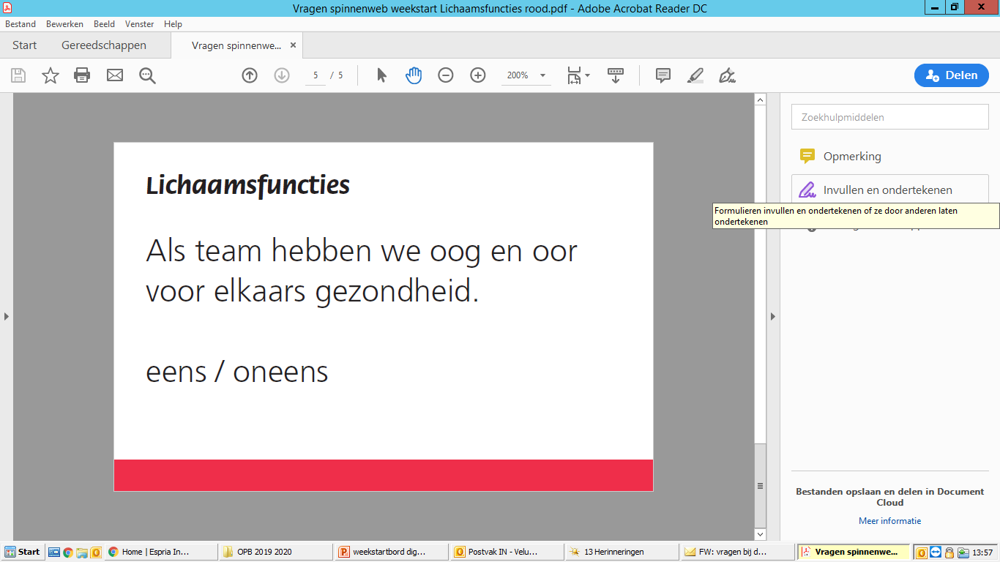 Vragen spinnenweb weekstart Lichaamsfuncties rood.pdf - Adobe Acrobat Reader DC
Bestand Bewerken Beeld Venster Help
Start Gereedschappen Vragen spinnenwe... ×
5 / 5 200% Delen
Zoekhulpmiddelen
Opmerking
Invullen en ondertekenen
Formulieren invullen en ondertekenen of ze door anderen laten
ondertekenen
Lichaamsfuncties
Als team hebben we oog en oor
voor elkaars gezondheid.
eens / oneens
Bestanden opslaan en delen in Document
Cloud
Meer informatie
Start Home | Espria In... OPB 2019 2020 weekstartbord dig... Postvak IN - Velu... 13 Herinneringen FW: vragen bij d... Vragen spinnenwe... 13:57